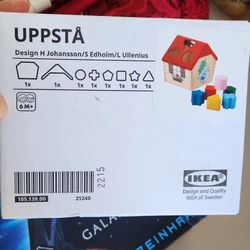 UPPSTÅ
Design H Johansson/S Edholm/L Ullenius
1x 1x 1x 1x 1x 1x 1x 1x
6 M+
105.139.00
21240
2215
IKEA
Design and Quality
IKEA of Sweden
GALA